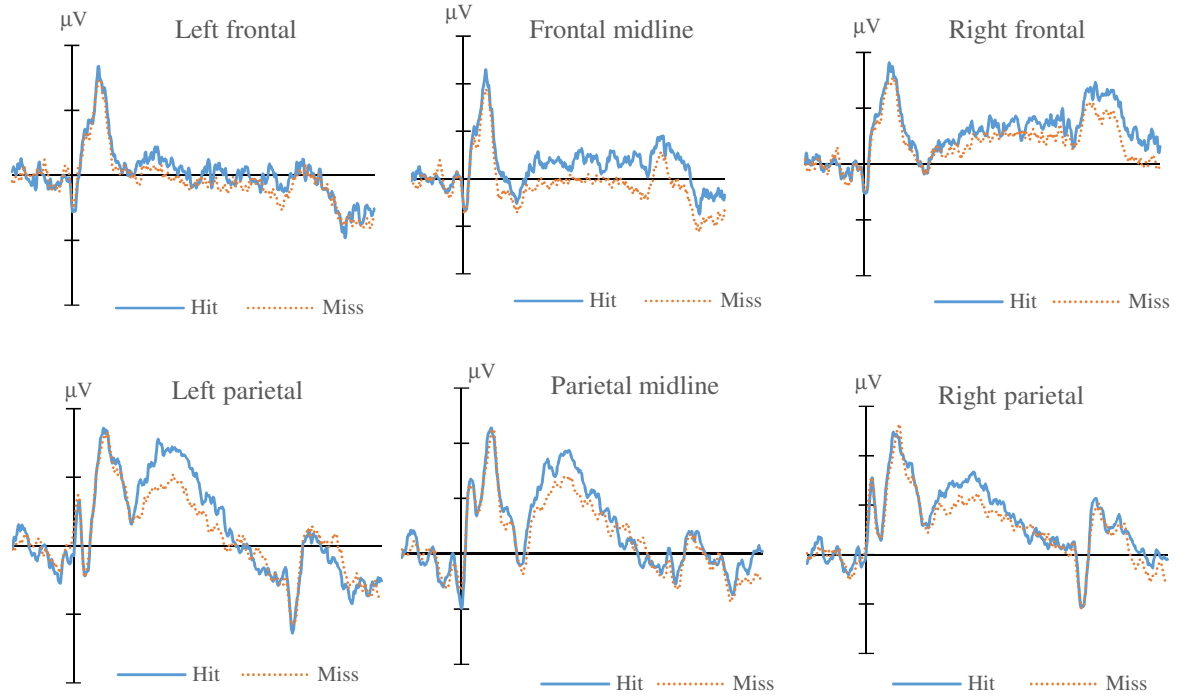 μV
Left frontal
Hit
Miss
μV
Frontal midline
Hit
Miss
μV
Right frontal
Hit
Miss
μV
Left parietal
Hit
Miss
μV
Parietal midline
Hit
Miss
μV
Right parietal
Hit
Miss